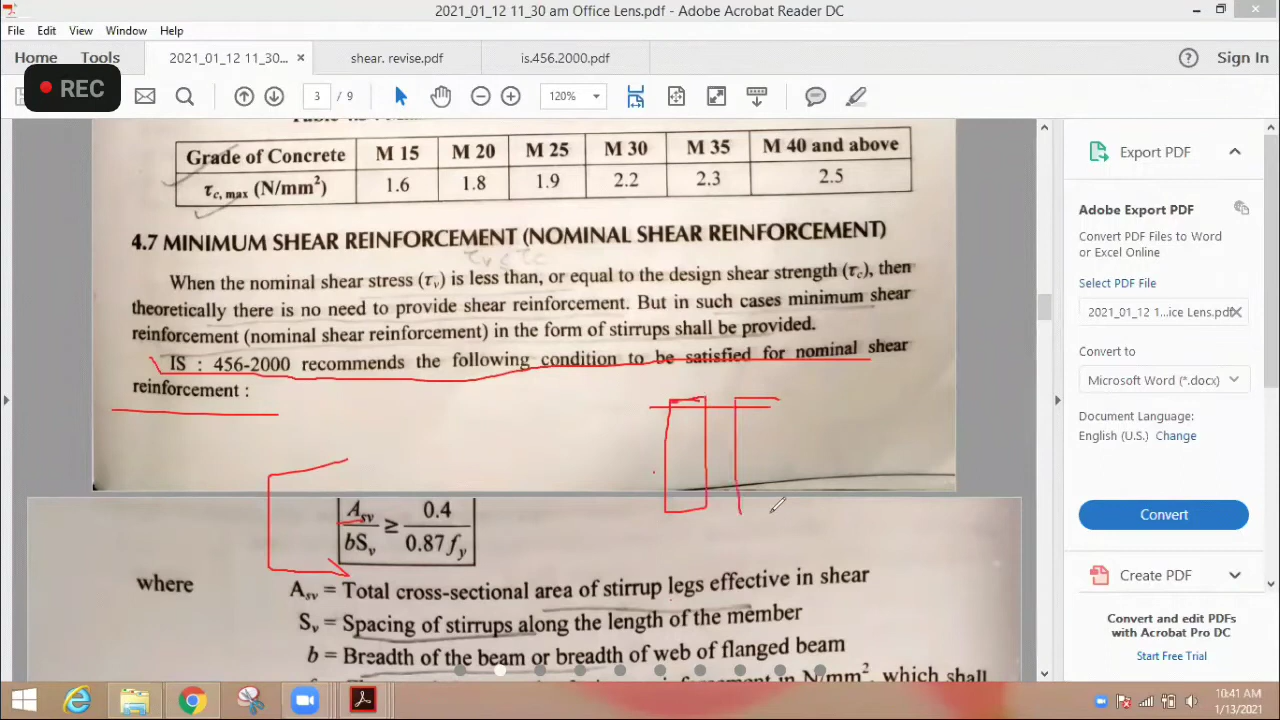 2021_01_12 11_30 am Office Lens.pdf - Adobe Acrobat Reader DC
File Edit View Window Help
Home Tools 2021_01_12 11_30... × shear. revise.pdf is.456.2000.pdf Sign In
REC 3 / 9 120%
Grade of Concrete M 15 M 20 M 25 M 30 M 35 M 40 and above
τc, max (N/mm²) 1.6 1.8 1.9 2.2 2.3 2.5
4.7 MINIMUM SHEAR REINFORCEMENT (NOMINAL SHEAR REINFORCEMENT)
When the nominal shear stress (τv) is less than, or equal to the design shear strength (τc), then
theoretically there is no need to provide shear reinforcement. But in such cases minimum shear
reinforcement (nominal shear reinforcement) in the form of stirrups shall be provided.
IS : 456-2000 recommends the following condition to be satisfied for nominal shear
reinforcement :
Asv / bSv ≥ 0.4 / 0.87 fy
where Asv = Total cross-sectional area of stirrup legs effective in shear
Sv = Spacing of stirrups along the length of the member
b = Breadth of the beam or breadth of web of flanged beam
in N/mm², which shall
Export PDF
Adobe Export PDF
Convert PDF Files to Word
or Excel Online
Select PDF File
2021_01_12 1...ice Lens.pdf
Convert to
Microsoft Word (*.docx)
Document Language:
English (U.S.) Change
Convert
Create PDF
Convert and edit PDFs
with Acrobat Pro DC
Start Free Trial
10:41 AM
1/13/2021